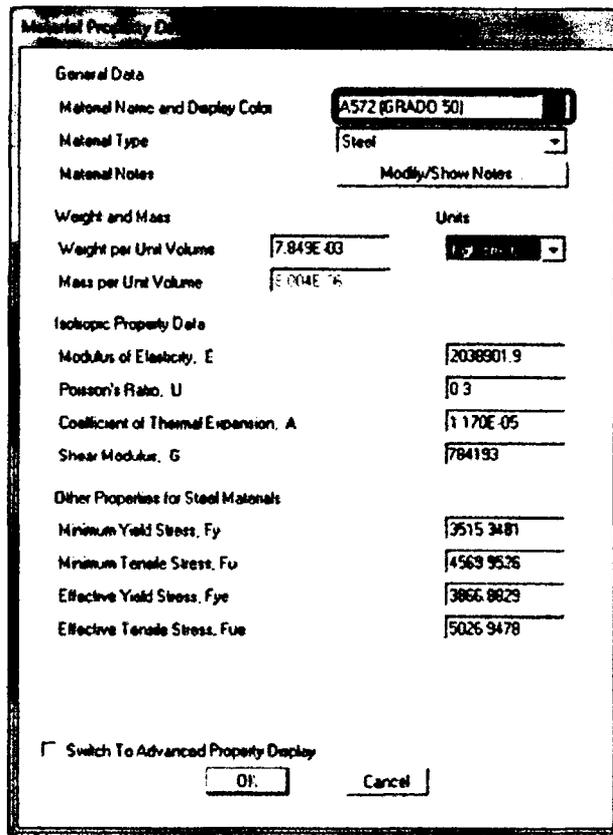 Material Property D
General Data
Material Name and Display Color A572 (GRADO 50)
Material Type Steel
Material Notes Modify/Show Notes
Weight and Mass Units
Weight per Unit Volume 7.849E-03
Mass per Unit Volume
Isotropic Property Data
Modulus of Elasticity, E 2038901.9
Poisson's Ratio, U 0.3
Coefficient of Thermal Expansion, A 1.170E-05
Shear Modulus, G 784193
Other Properties for Steel Materials
Minimum Yield Stress, Fy 3515.3481
Minimum Tensile Stress, Fu 4569.9526
Effective Yield Stress, Fye 3866.8829
Effective Tensile Stress, Fue 5026.9478
Switch To Advanced Property Display
OK Cancel